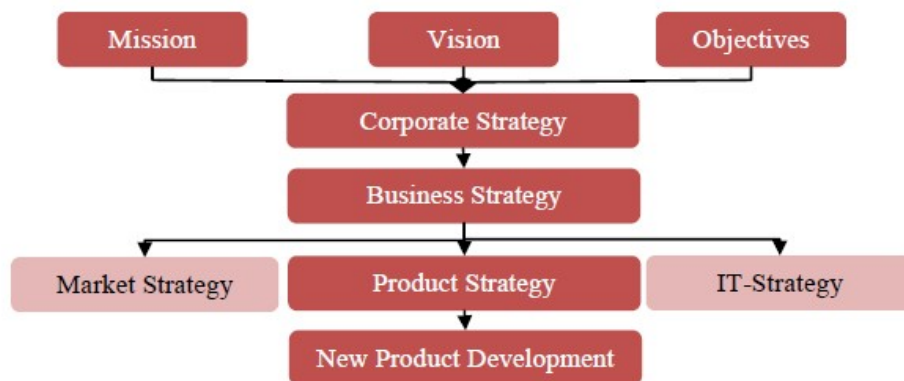 Mission
Vision
Objectives
Corporate Strategy
Business Strategy
Market Strategy
Product Strategy
IT-Strategy
New Product Development